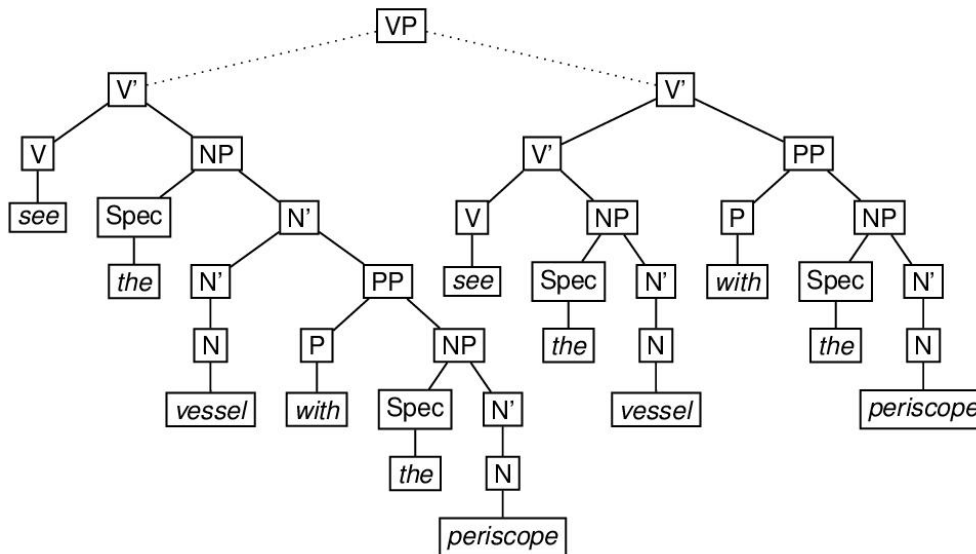 VP
V' V'
V NP V' PP
see Spec N' V NP P NP
the N' PP see Spec N' with Spec N'
N P NP the N the N
vessel with Spec N' vessel periscope
the N
periscope